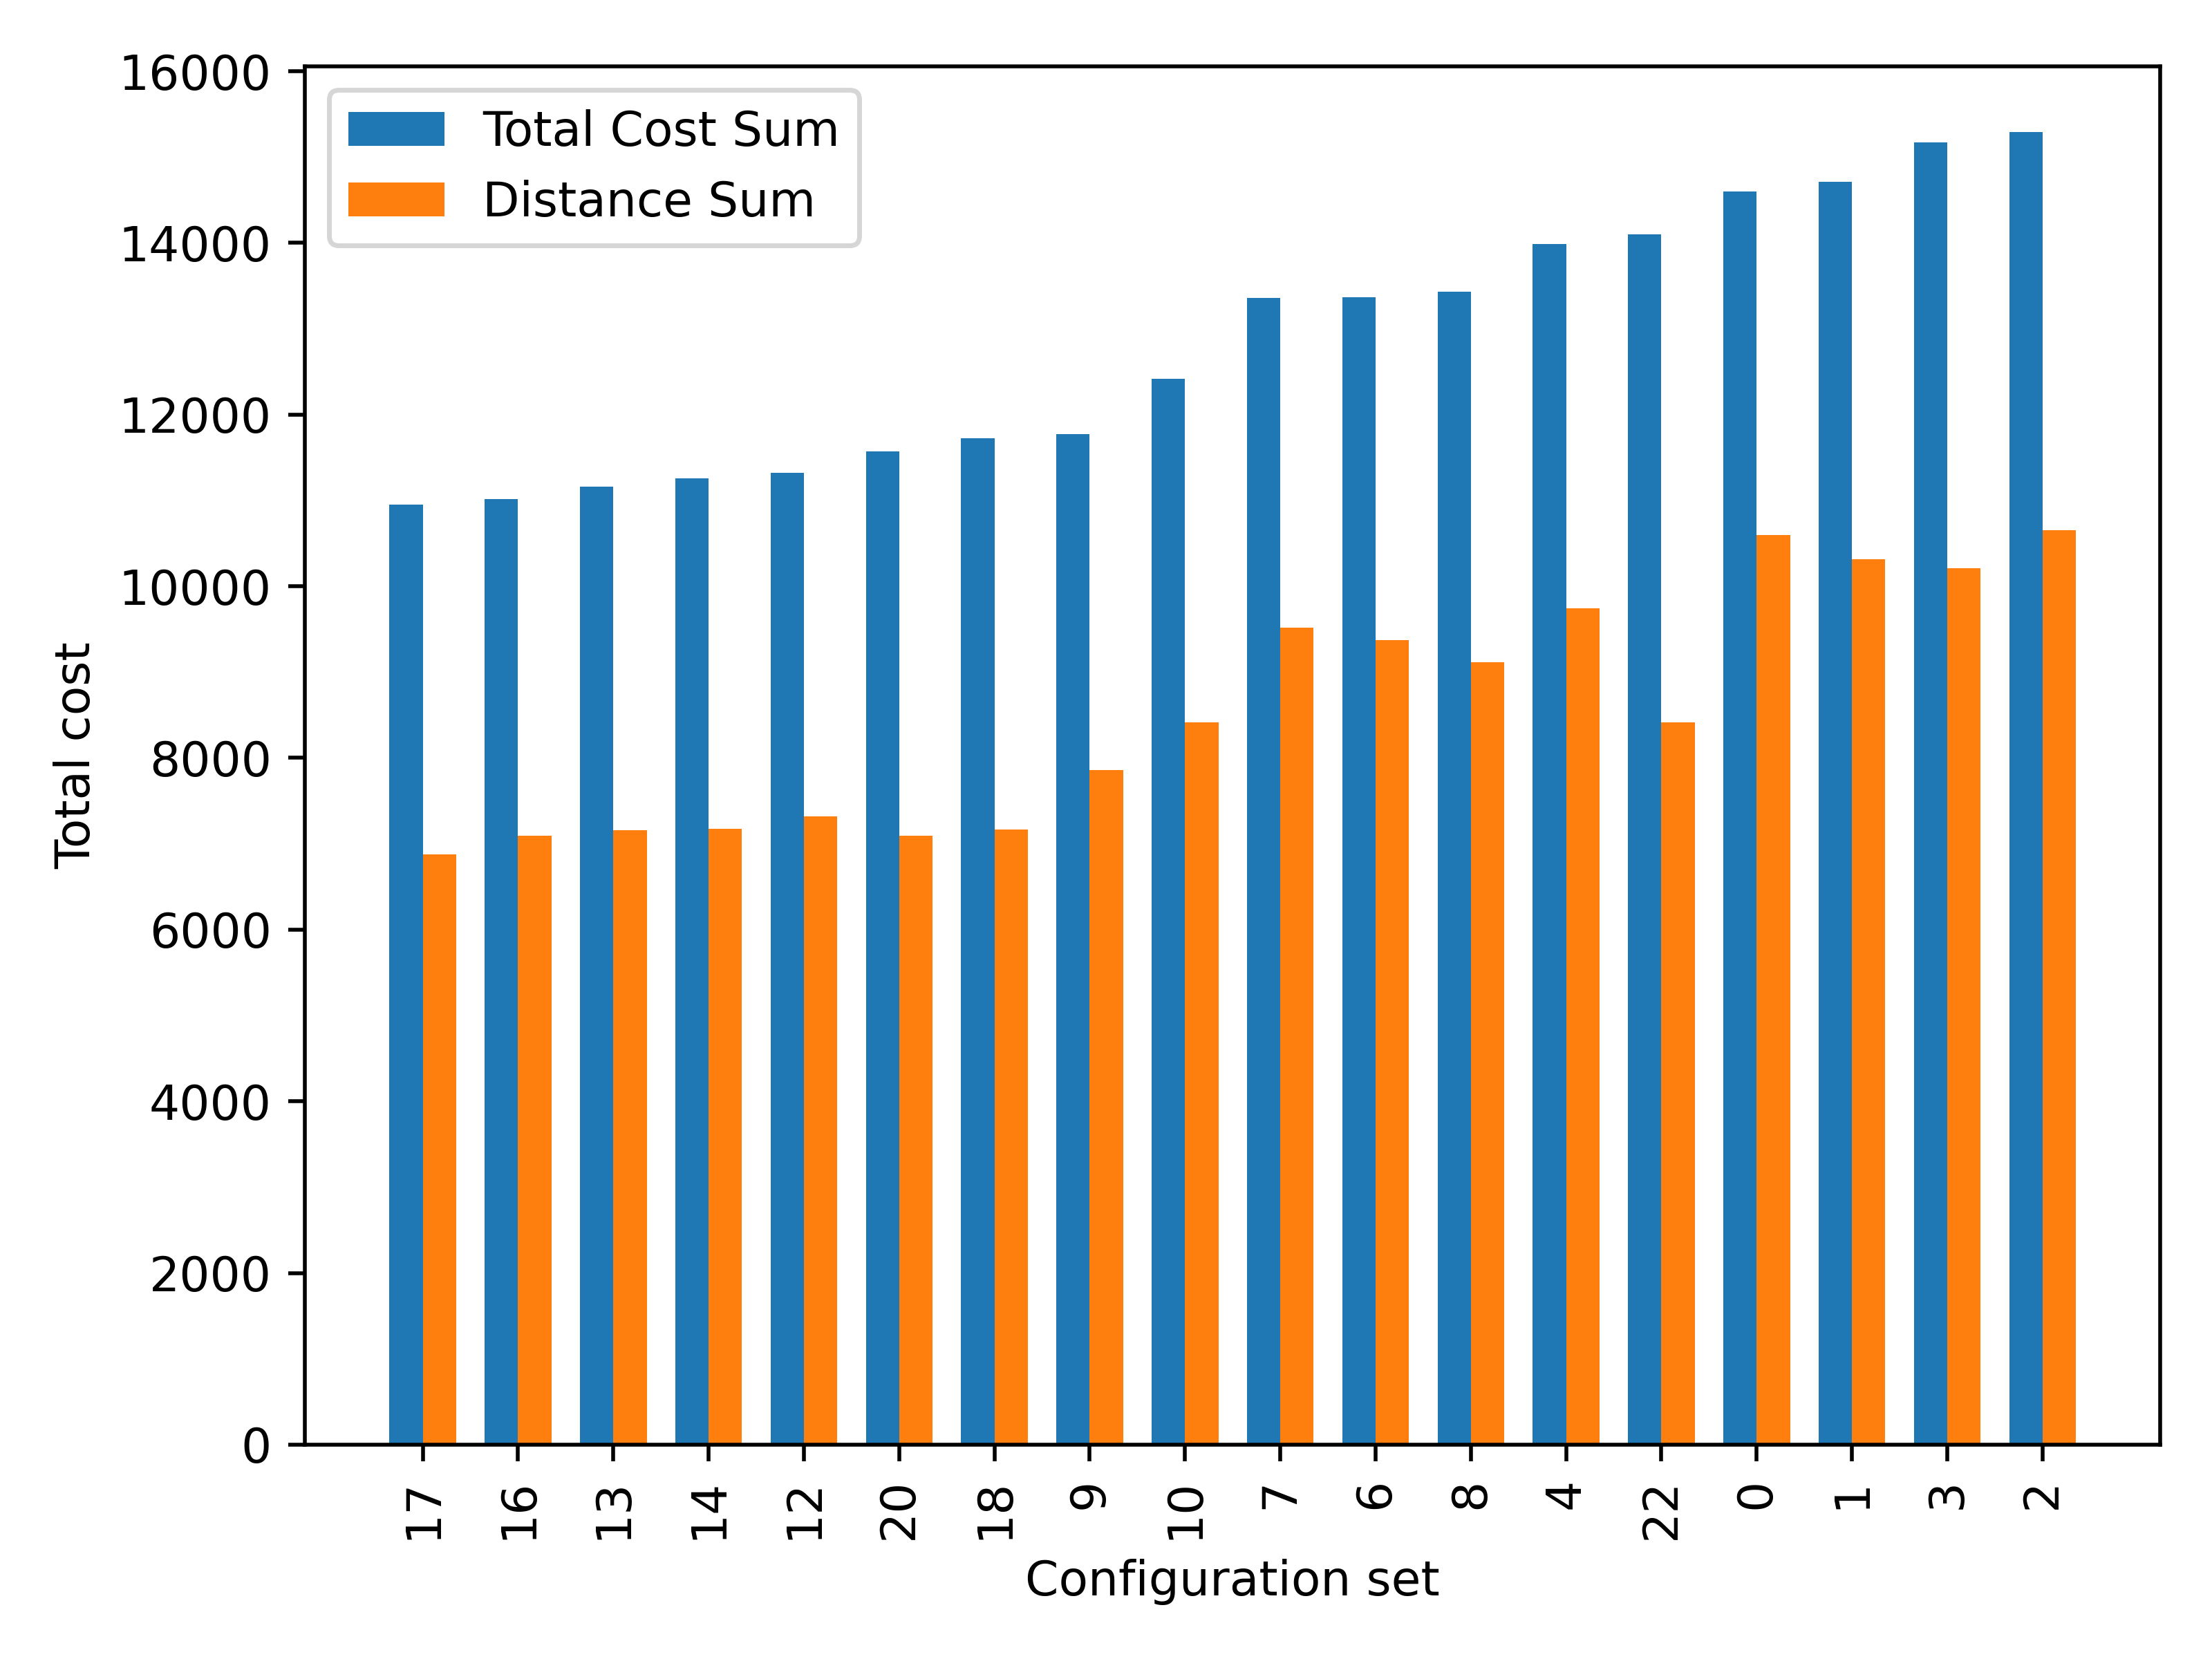 16000
14000
12000
10000
8000
6000
4000
2000
0
Total cost
Total Cost Sum
Distance Sum
17 16 13 14 12 20 18 9 10 7 6 8 4 22 0 1 3 2
Configuration set